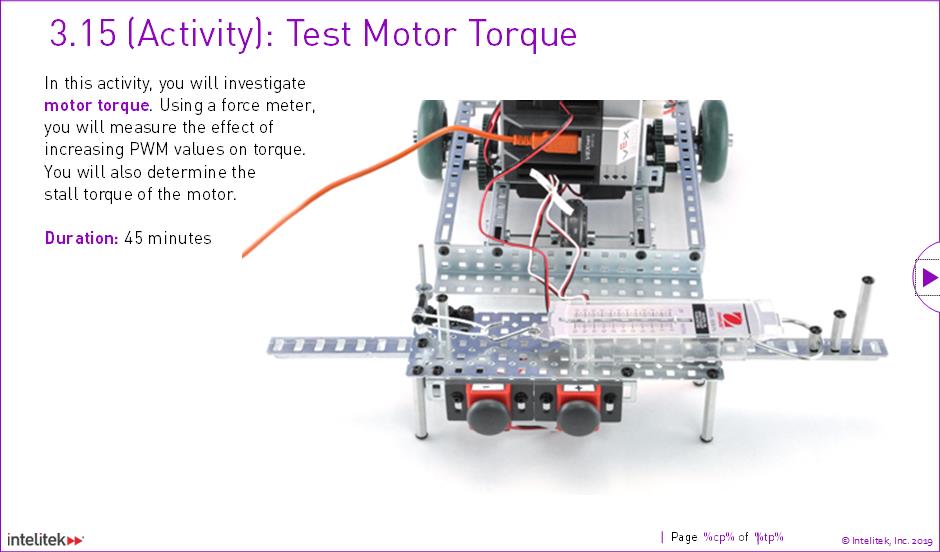 3.15 (Activity): Test Motor Torque
In this activity, you will investigate
motor torque. Using a force meter,
you will measure the effect of
increasing PWM values on torque.
You will also determine the
stall torque of the motor.
Duration: 45 minutes
VEX
−
+
intelitek
| Page %cp% of %tp%
© Intelitek, Inc. 2019